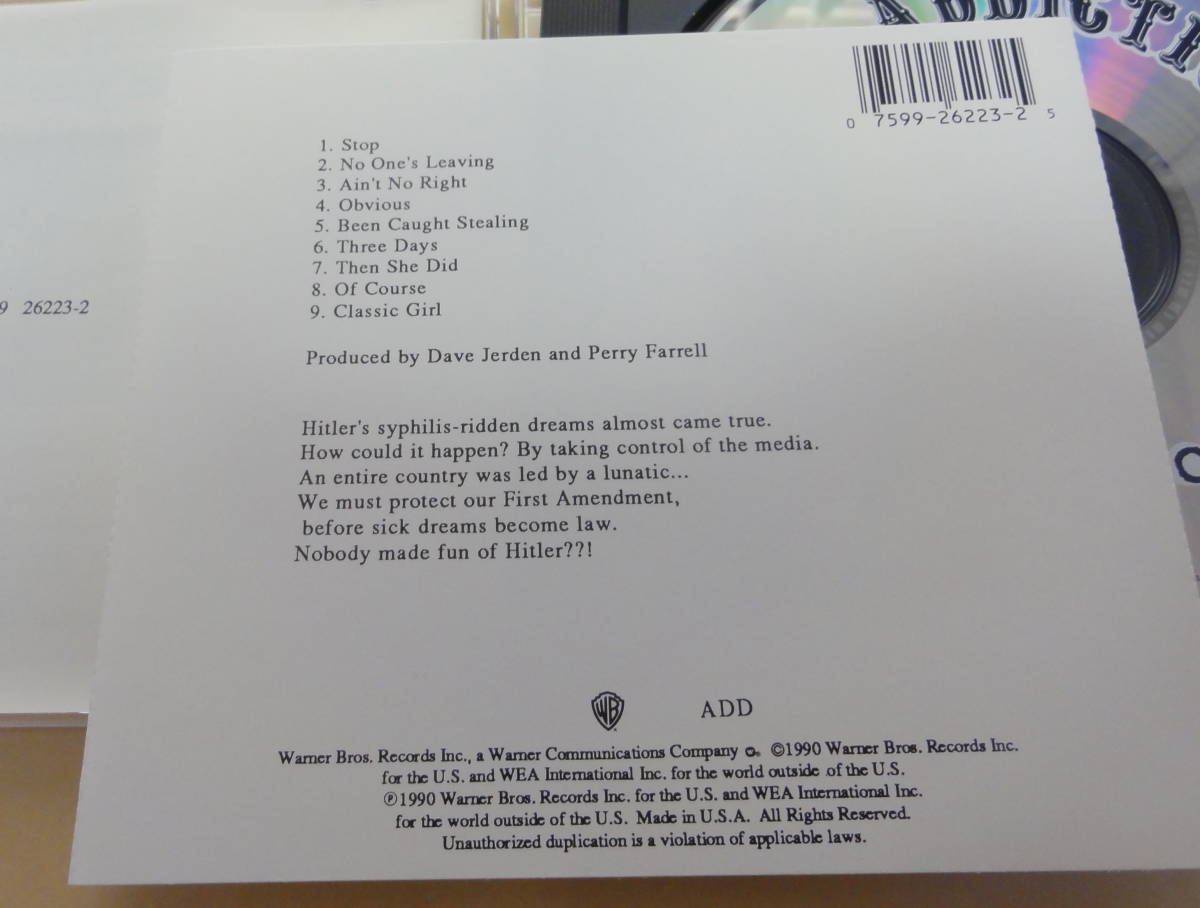 ADDICTI
0 7599-26223-2 5
1. Stop
2. No One's Leaving
3. Ain't No Right
4. Obvious
5. Been Caught Stealing
6. Three Days
7. Then She Did
8. Of Course
9. Classic Girl
9 26223-2
Produced by Dave Jerden and Perry Farrell
Hitler's syphilis-ridden dreams almost came true.
How could it happen? By taking control of the media.
An entire country was led by a lunatic...
We must protect our First Amendment,
before sick dreams become law.
Nobody made fun of Hitler??!
WB
ADD
Warner Bros. Records Inc., a Warner Communications Company ©1990 Warner Bros. Records Inc.
for the U.S. and WEA International Inc. for the world outside of the U.S.
℗1990 Warner Bros. Records Inc. for the U.S. and WEA International Inc.
for the world outside of the U.S. Made in U.S.A. All Rights Reserved.
Unauthorized duplication is a violation of applicable laws.